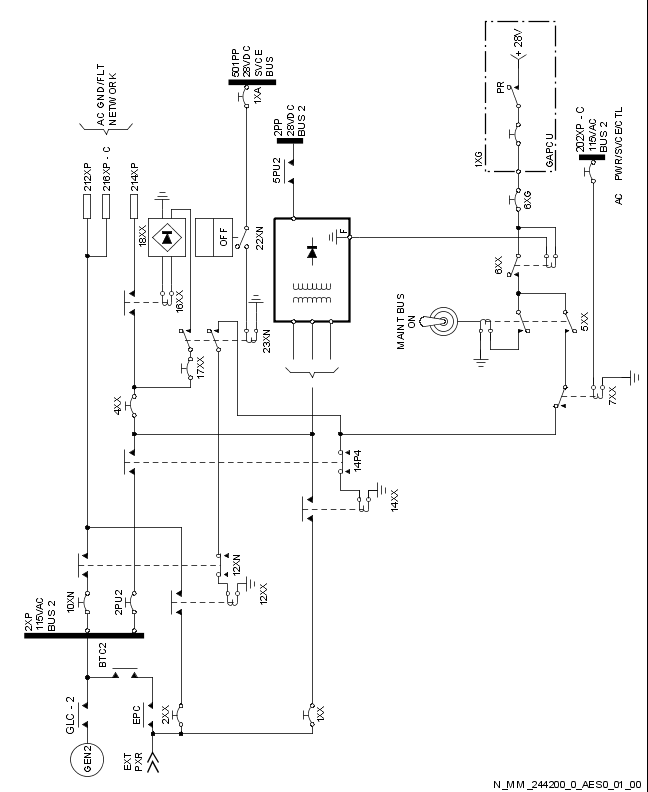 AC GND/FLT
NETWORK
212XP
216XP - C
214XP
501PP
28VDC
SVCE
BUS
1XA
2PP
28VDC
BUS 2
5PU2
+ 28V
PR
1XG
GAPCU
202XP - C
115VAC
BUS 2
AC PWR/SVCE/CTL
6XG
18XX
OFF
22XN
F
6XX
16XX
23XN
MAINT BUS
ON
5XX
17XX
4XX
7XX
14P4
14XX
12XN
12XX
10XN
2PU2
2XP
115VAC
BUS 2
BTC2
GLC - 2
EPC
2XX
1XX
GEN2
EXT
PXR
N_MM_244200_0_AES0_01_00